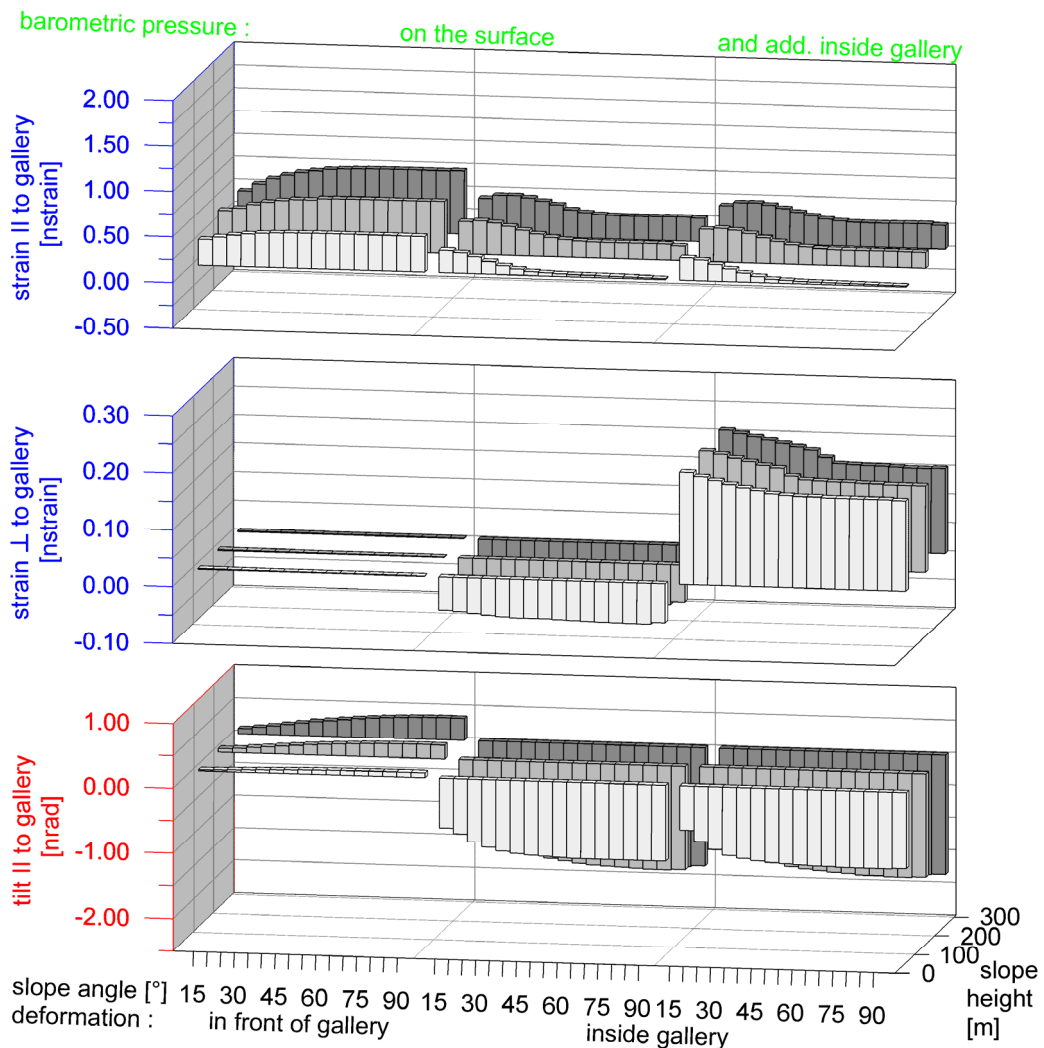 barometric pressure : on the surface and add. inside gallery
2.00
1.50
1.00
0.50
0.00
-0.50
strain || to gallery
[nstrain]
0.30
0.20
0.10
0.00
-0.10
strain ⊥ to gallery
[nstrain]
1.00
0.00
-1.00
-2.00
tilt || to gallery
[nrad]
300
200
100
0
slope
height
[m]
slope angle [°] 15 30 45 60 75 90 15 30 45 60 75 90 15 30 45 60 75 90
deformation : in front of gallery inside gallery